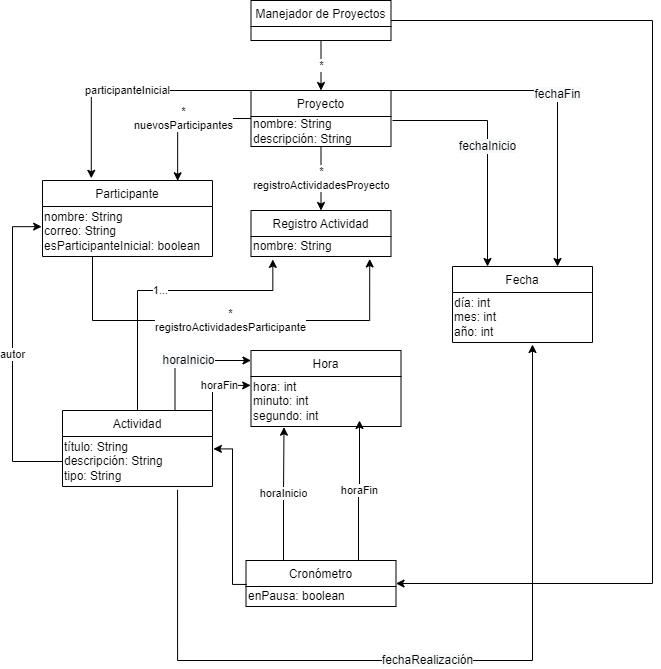 Manejador de Proyectos
*
participanteInicial
fechaFin
Proyecto
nombre: String
descripción: String
*
nuevosParticipantes
fechaInicio
*
registroActividadesProyecto
Participante
nombre: String
correo: String
esParticipanteInicial: boolean
Registro Actividad
nombre: String
Fecha
día: int
mes: int
año: int
1...
*
registroActividadesParticipante
autor
horaInicio
horaFin
Hora
hora: int
minuto: int
segundo: int
Actividad
título: String
descripción: String
tipo: String
horaInicio
horaFin
Cronómetro
enPausa: boolean
fechaRealización